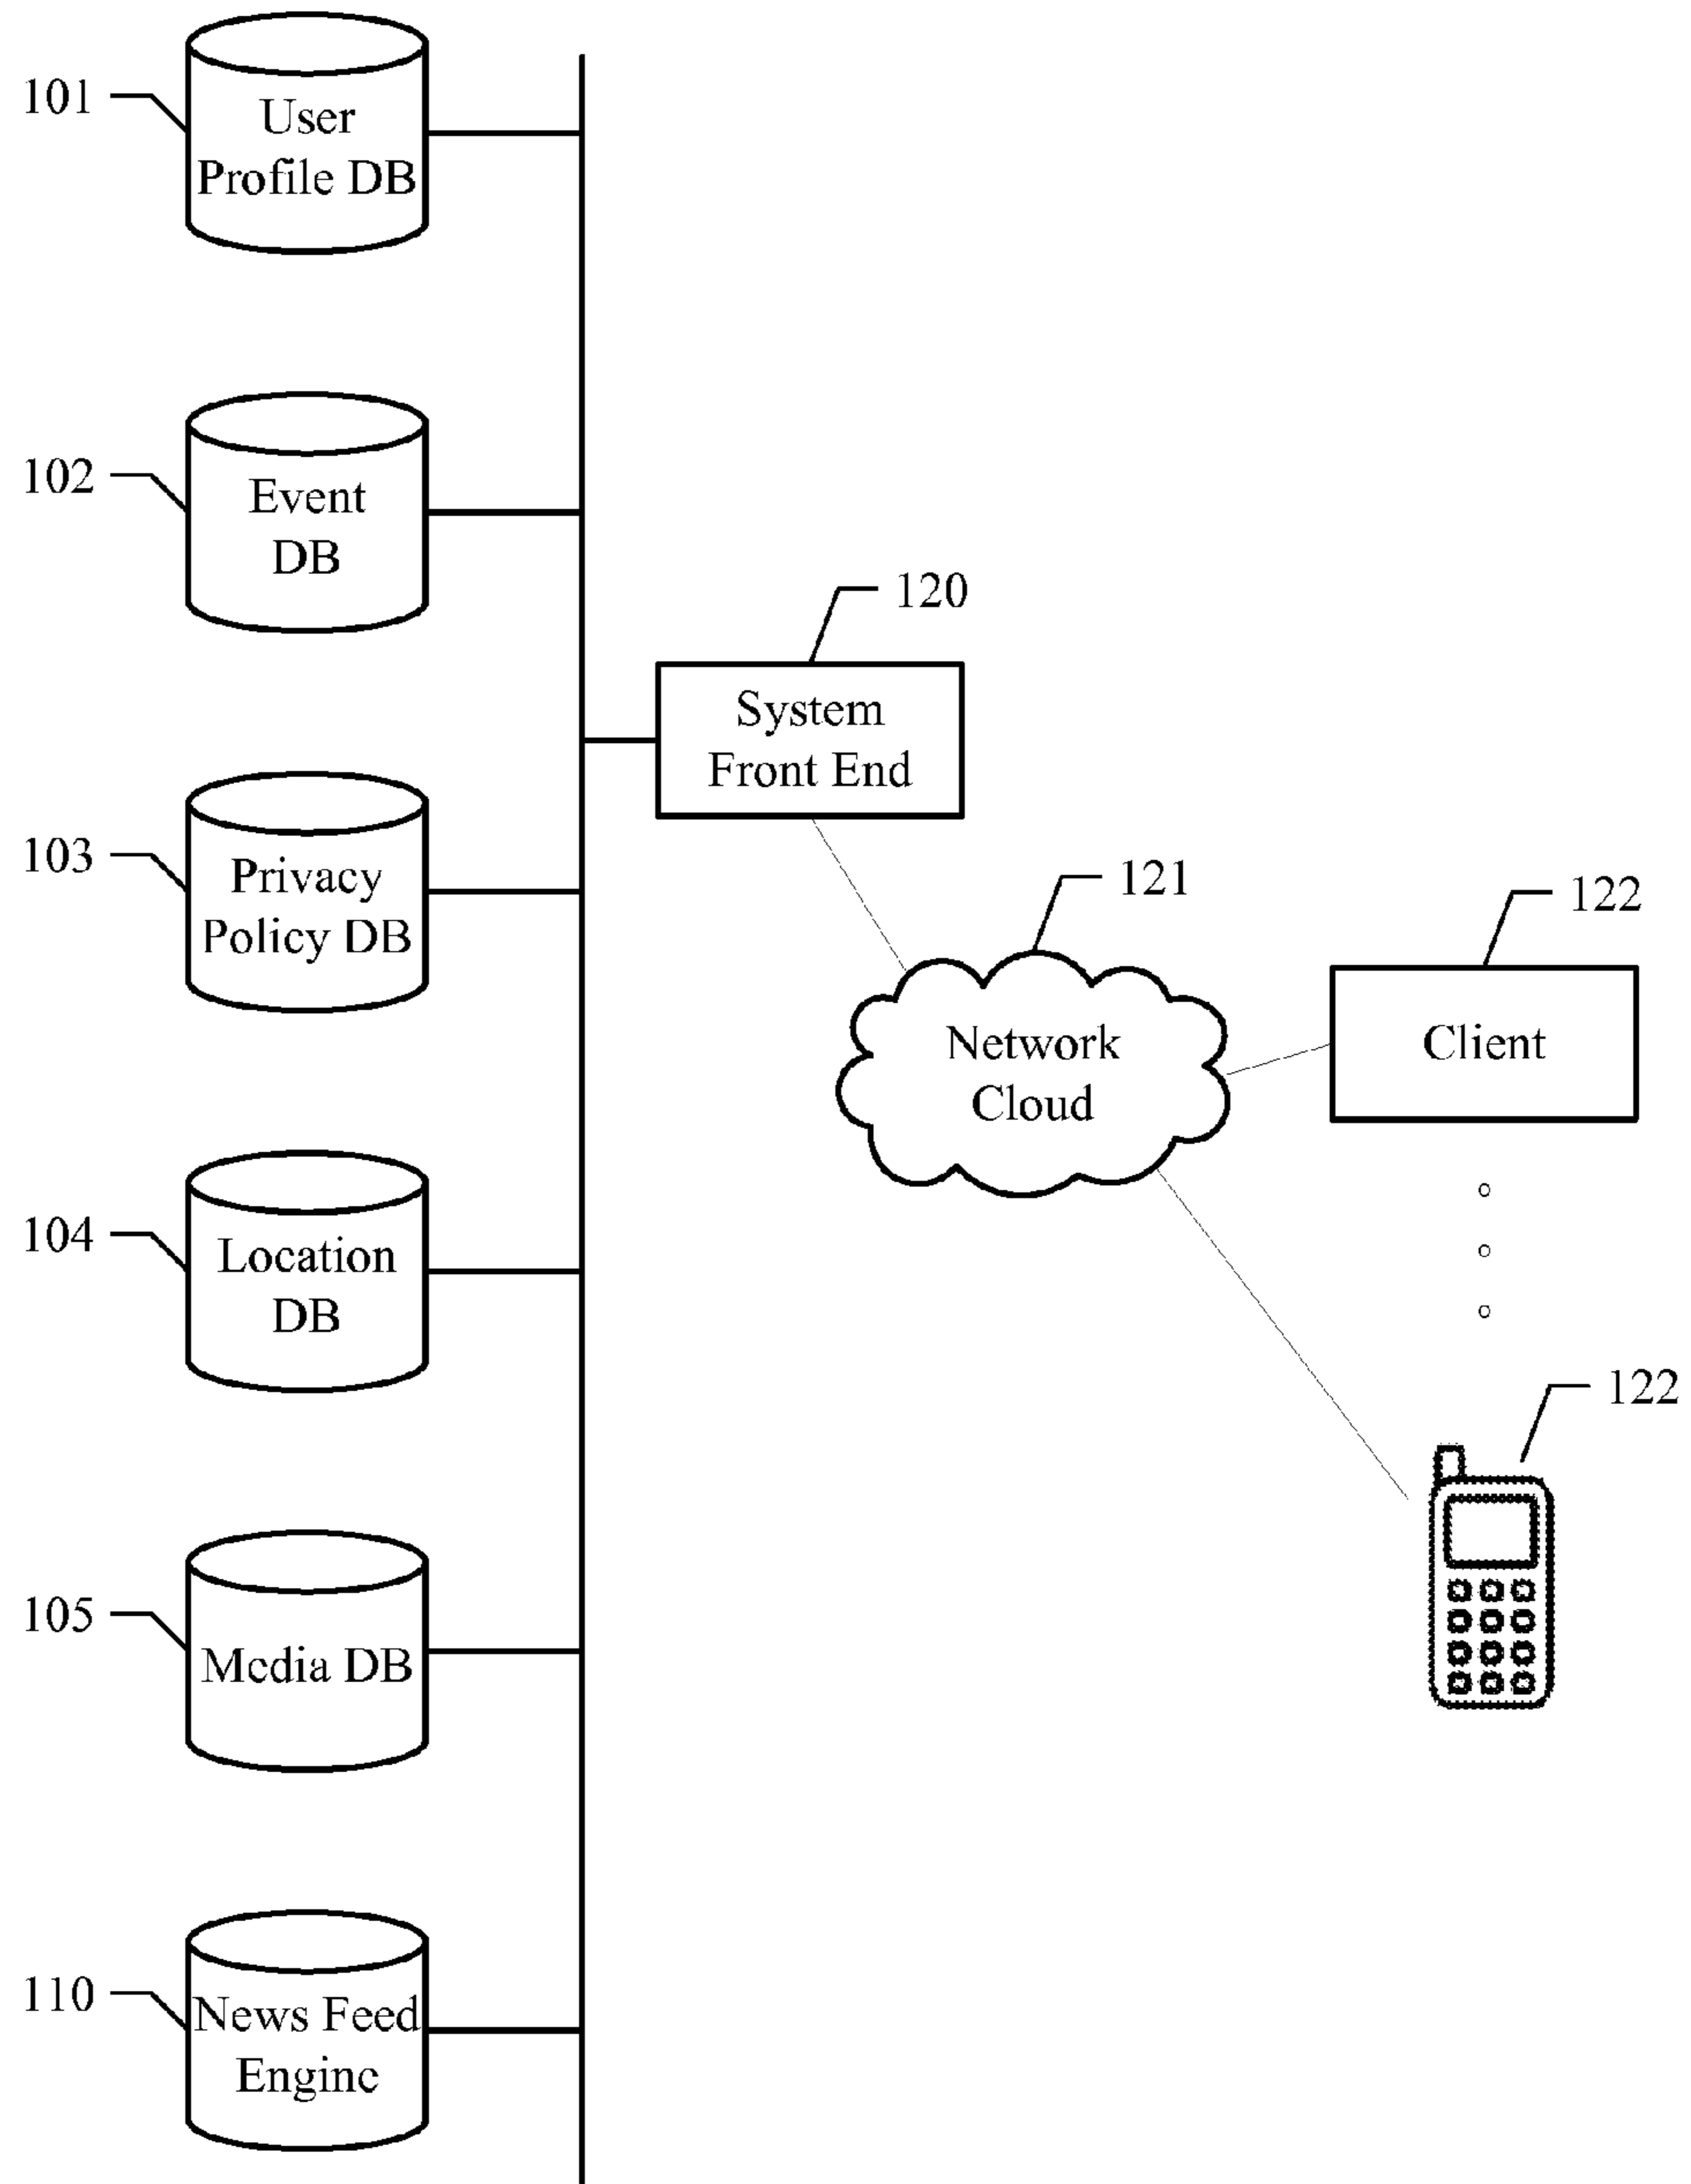 101
User
Profile DB
102
Event
DB
120
System
Front End
103
Privacy
Policy DB
121
122
Network
Cloud
Client
104
Location
DB
122
105
Media DB
110
News Feed
Engine